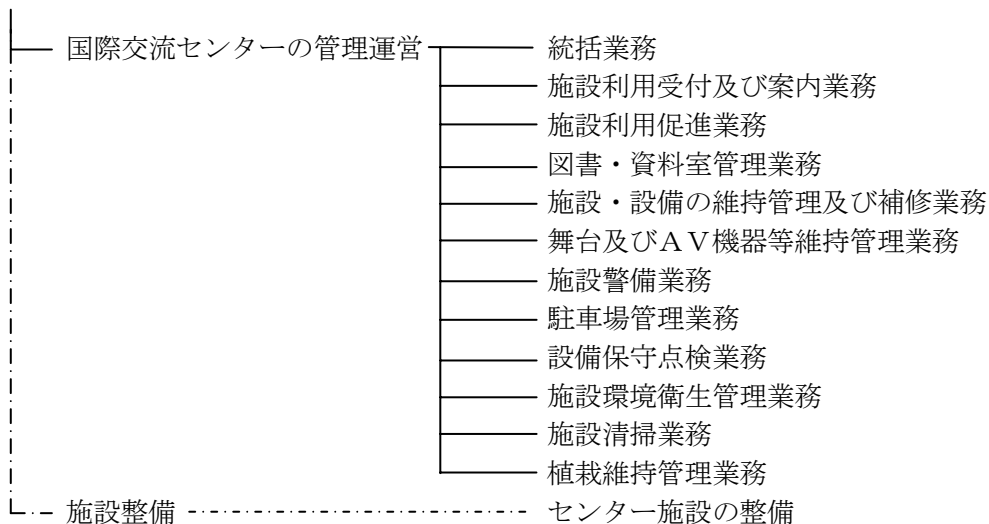 国際交流センターの管理運営 統括業務
施設利用受付及び案内業務
施設利用促進業務
図書・資料室管理業務
施設・設備の維持管理及び補修業務
舞台及びＡＶ機器等維持管理業務
施設警備業務
駐車場管理業務
設備保守点検業務
施設環境衛生管理業務
施設清掃業務
植栽維持管理業務
施設整備 センター施設の整備